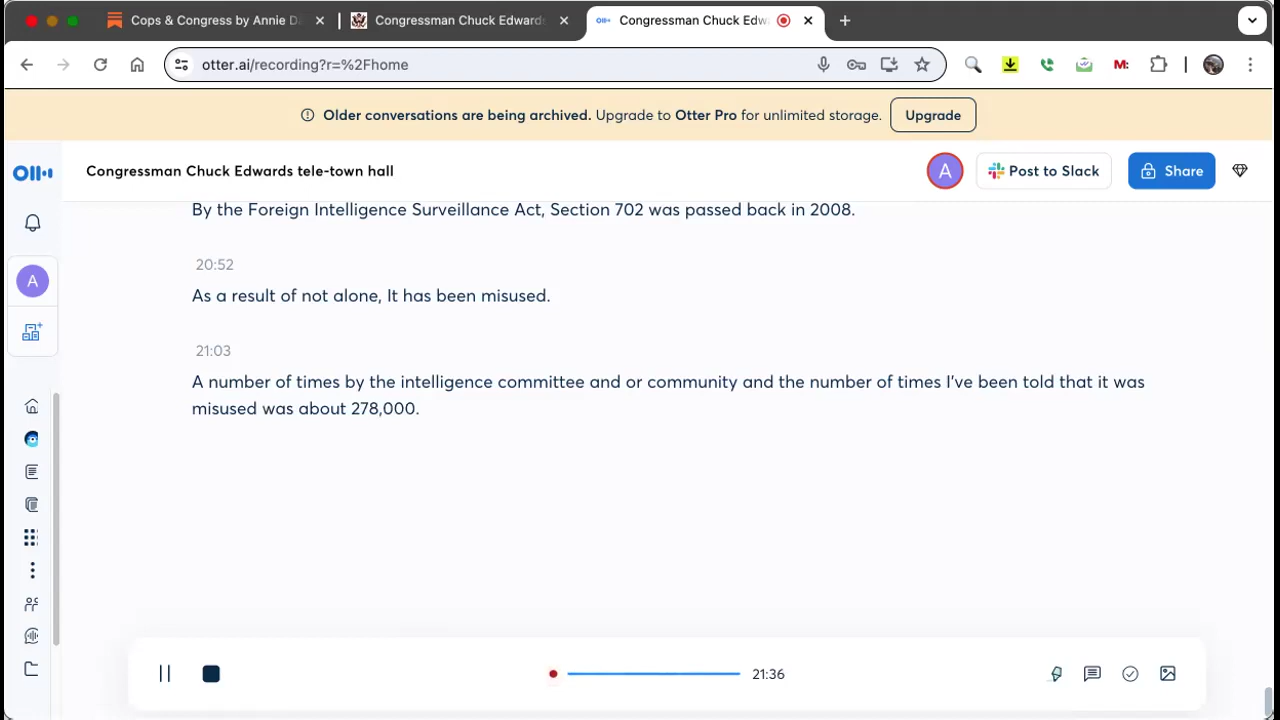 Cops & Congress by Annie Da
Congressman Chuck Edwards
Congressman Chuck Edw
otter.ai/recording?r=%2Fhome
M:
Older conversations are being archived. Upgrade to Otter Pro for unlimited storage.
Upgrade
Congressman Chuck Edwards tele-town hall
A
Post to Slack
Share
By the Foreign Intelligence Surveillance Act, Section 702 was passed back in 2008.
20:52
A
As a result of not alone, It has been misused.
21:03
A number of times by the intelligence committee and or community and the number of times I've been told that it was
misused was about 278,000.
21:36